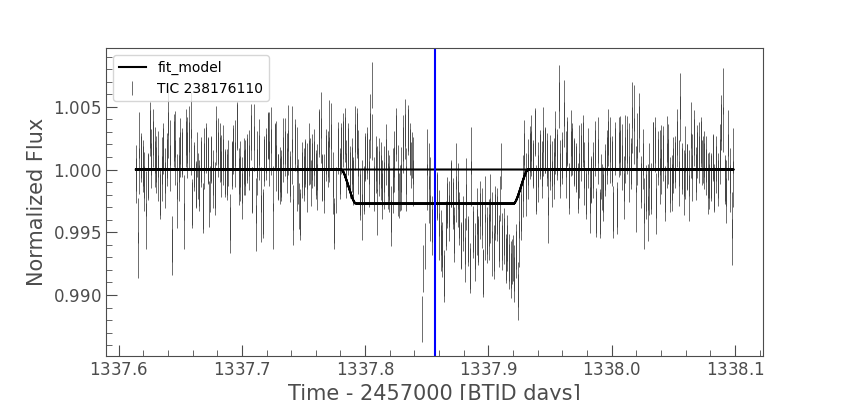 fit_model
TIC 238176110
Normalized Flux
1.005
1.000
0.995
0.990
1337.6 1337.7 1337.8 1337.9 1338.0 1338.1
Time - 2457000 [BTJD days]